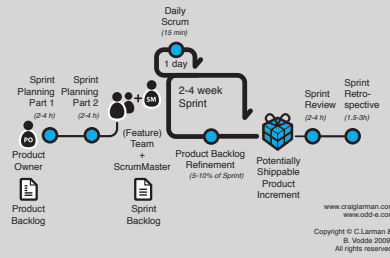 Daily
Scrum
(15 min)
1 day
Sprint
Planning
Part 1
(2-4 h)
Sprint
Planning
Part 2
(2-4 h)
+
SM
2-4 week
Sprint
Sprint
Review
(2-4 h)
Sprint
Retro-
spective
(1.5-3h)
PO
Product
Owner
(Feature)
Team
+
ScrumMaster
Product Backlog
Refinement
(5-10% of Sprint)
Potentially
Shippable
Product
Increment
Product
Backlog
Sprint
Backlog
www.craiglarman.com
www.odd-e.com
Copyright © C.Larman &
B. Vodde 2009
All rights reserved